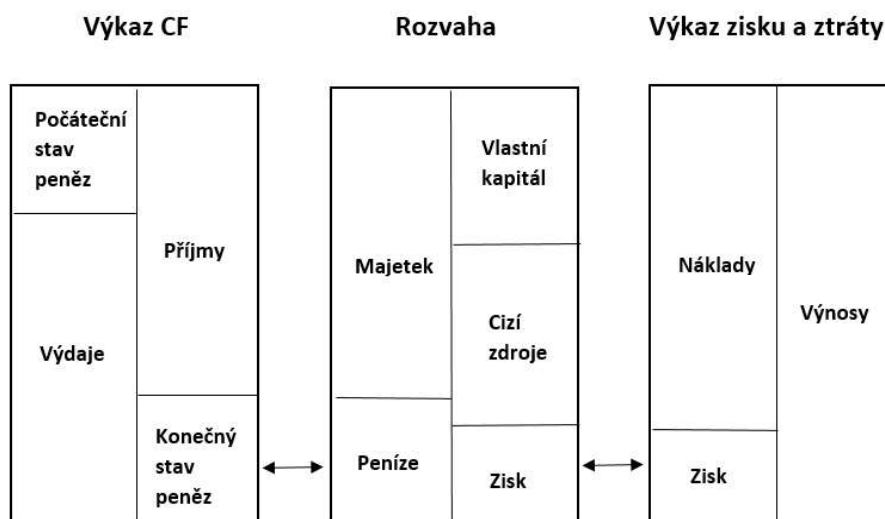 Výkaz CF
Rozvaha
Výkaz zisku a ztráty
Počáteční
stav
peněz
Příjmy
Výdaje
Konečný
stav
peněz
Majetek
Peníze
Vlastní
kapitál
Cizí
zdroje
Zisk
Náklady
Zisk
Výnosy